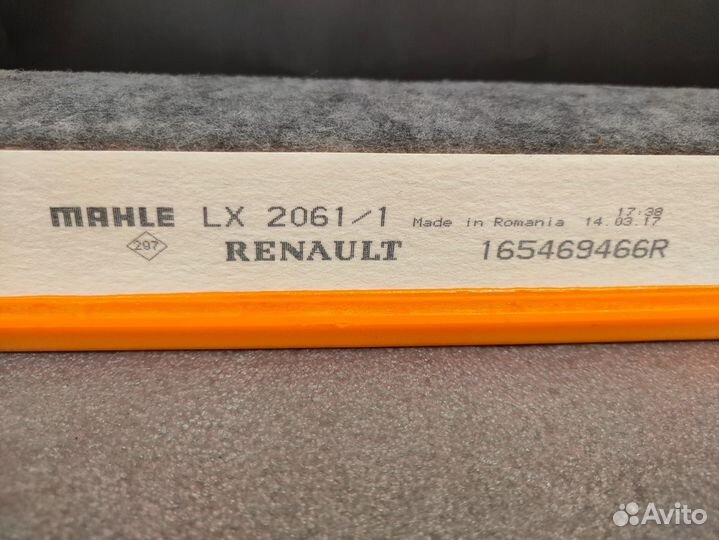 MAHLE LX 2061/1 Made in Romania 17:38 14.03.17
297 RENAULT 165469466R
Avito